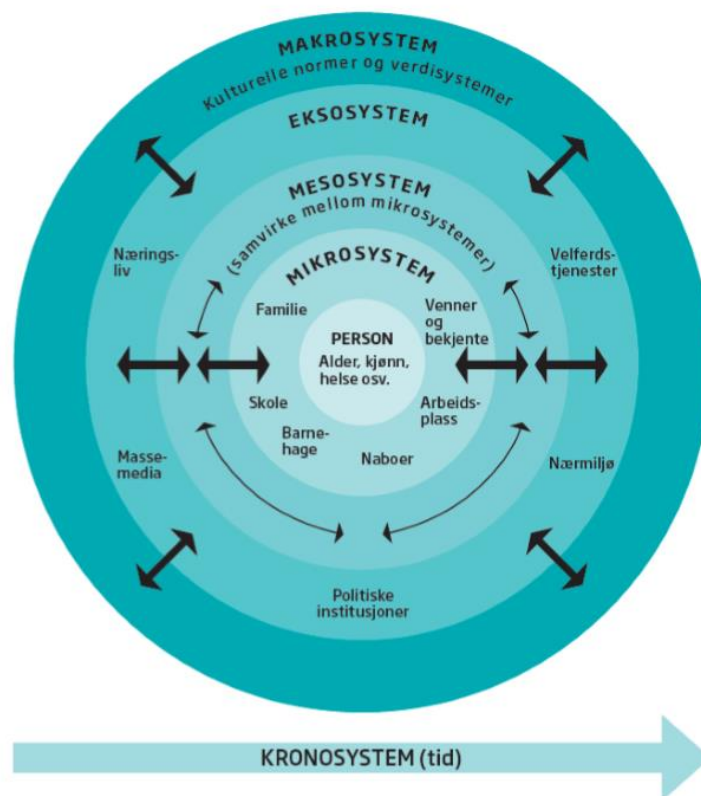 MAKROSYSTEM
Kulturelle normer og verdisystemer
EKSOSYSTEM
MESOSYSTEM
(samvirke mellom mikrosystemer)
MIKROSYSTEM
Nærings-
liv
Velferds-
tjenester
Familie
Venner
og
bekjente
PERSON
Alder, kjønn,
helse osv.
Skole
Barne-
hage
Naboer
Arbeids-
plass
Masse-
media
Nærmiljø
Politiske
institusjoner
KRONOSYSTEM (tid)